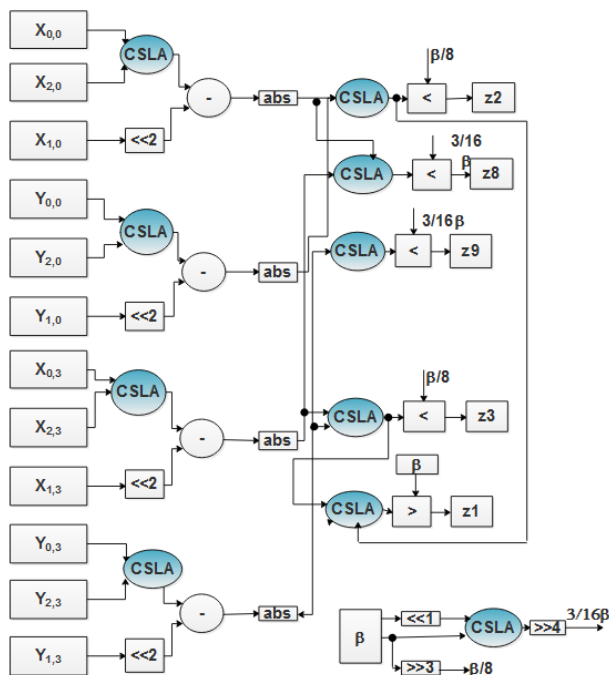 X0,0
CSLA
X2,0
-
abs
CSLA
β/8
<
z2
X1,0
<<2
3/16
β
CSLA
<
z8
Y0,0
CSLA
Y2,0
-
abs
3/16β
CSLA
<
z9
Y1,0
<<2
X0,3
CSLA
X2,3
-
abs
β/8
CSLA
<
z3
X1,3
<<2
β
CSLA
>
z1
Y0,3
CSLA
Y2,3
-
abs
Y1,3
<<2
β
<<1
CSLA
>>4
3/16β
>>3
β/8